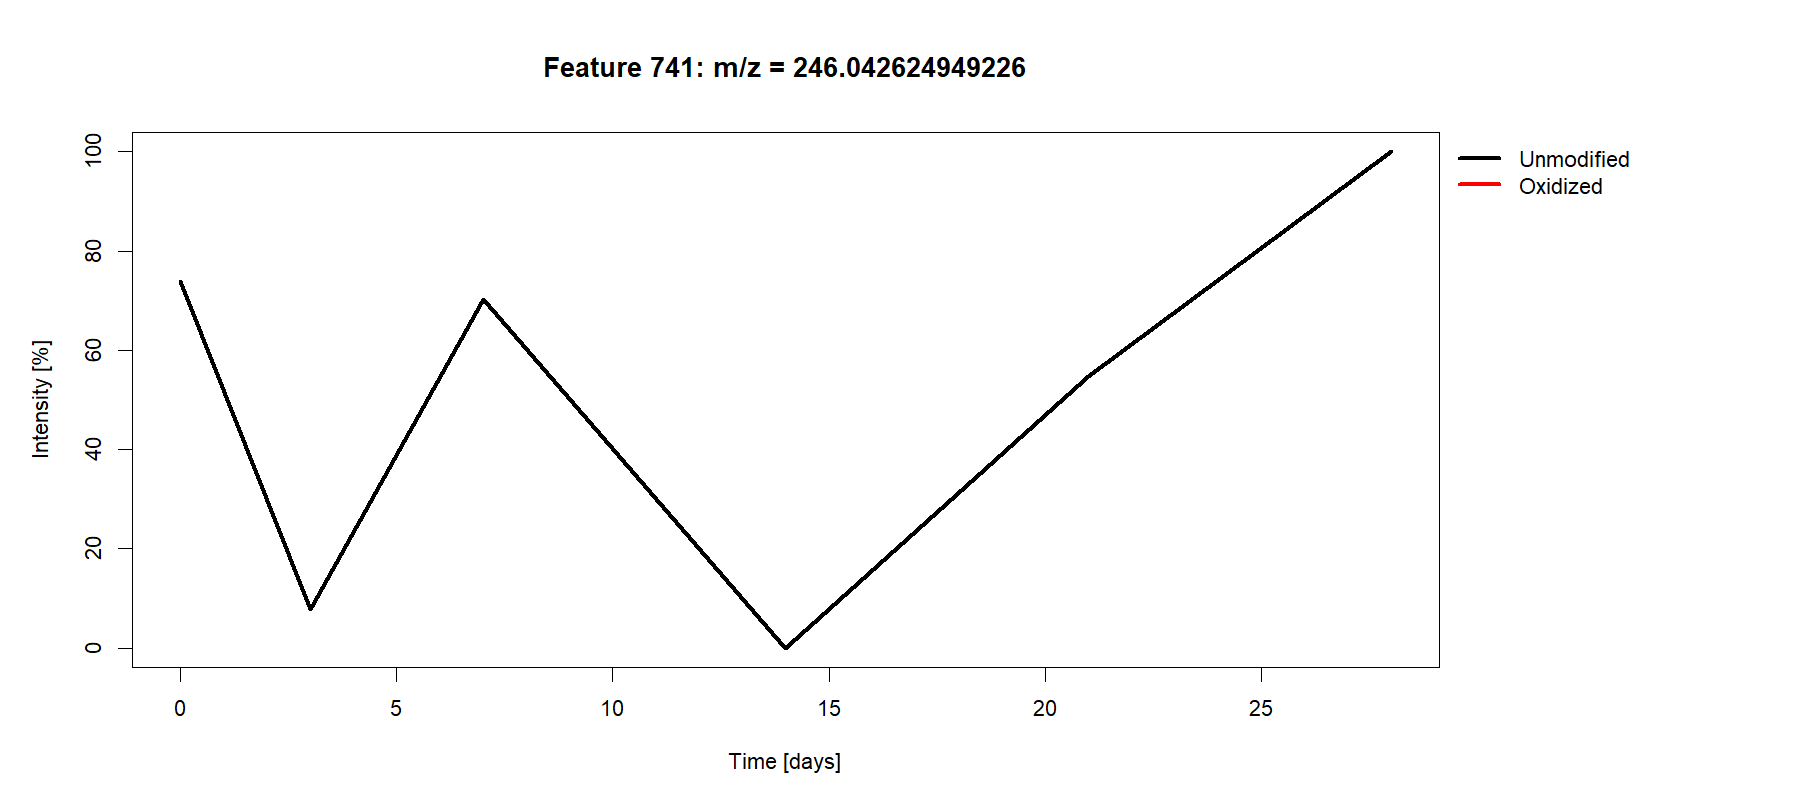 Feature 741: m/z = 246.042624949226
Unmodified
Oxidized
Intensity [%]
100
80
60
40
20
0
0 5 10 15 20 25
Time [days]